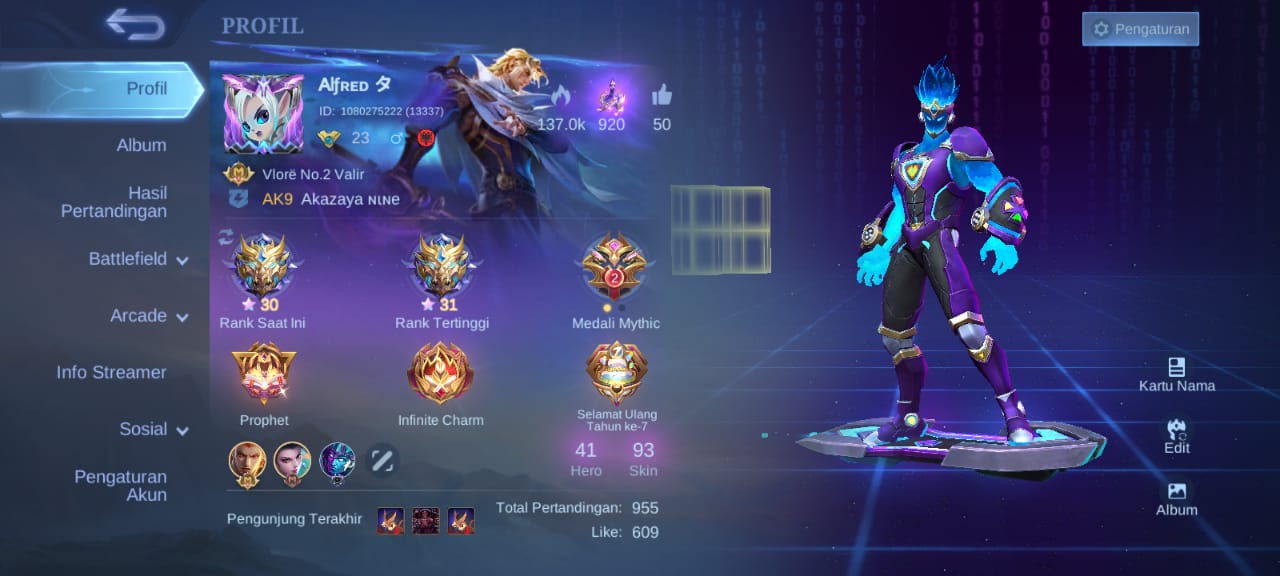 PROFIL
Pengaturan
Profil
Album
Hasil
Pertandingan
Battlefield
Arcade
Info Streamer
Sosial
Pengaturan
Akun
AlʄRED タ
ID: 1080275222 (13337)
23
137.0k
920
50
Vlorë No.2 Valir
AK9 Akazaya NINE
30
Rank Saat Ini
31
Rank Tertinggi
2
Medali Mythic
Prophet
Infinite Charm
Selamat Ulang
Tahun ke-7
41
Hero
93
Skin
Pengunjung Terakhir
Total Pertandingan: 955
Like: 609
Kartu Nama
Edit
Album